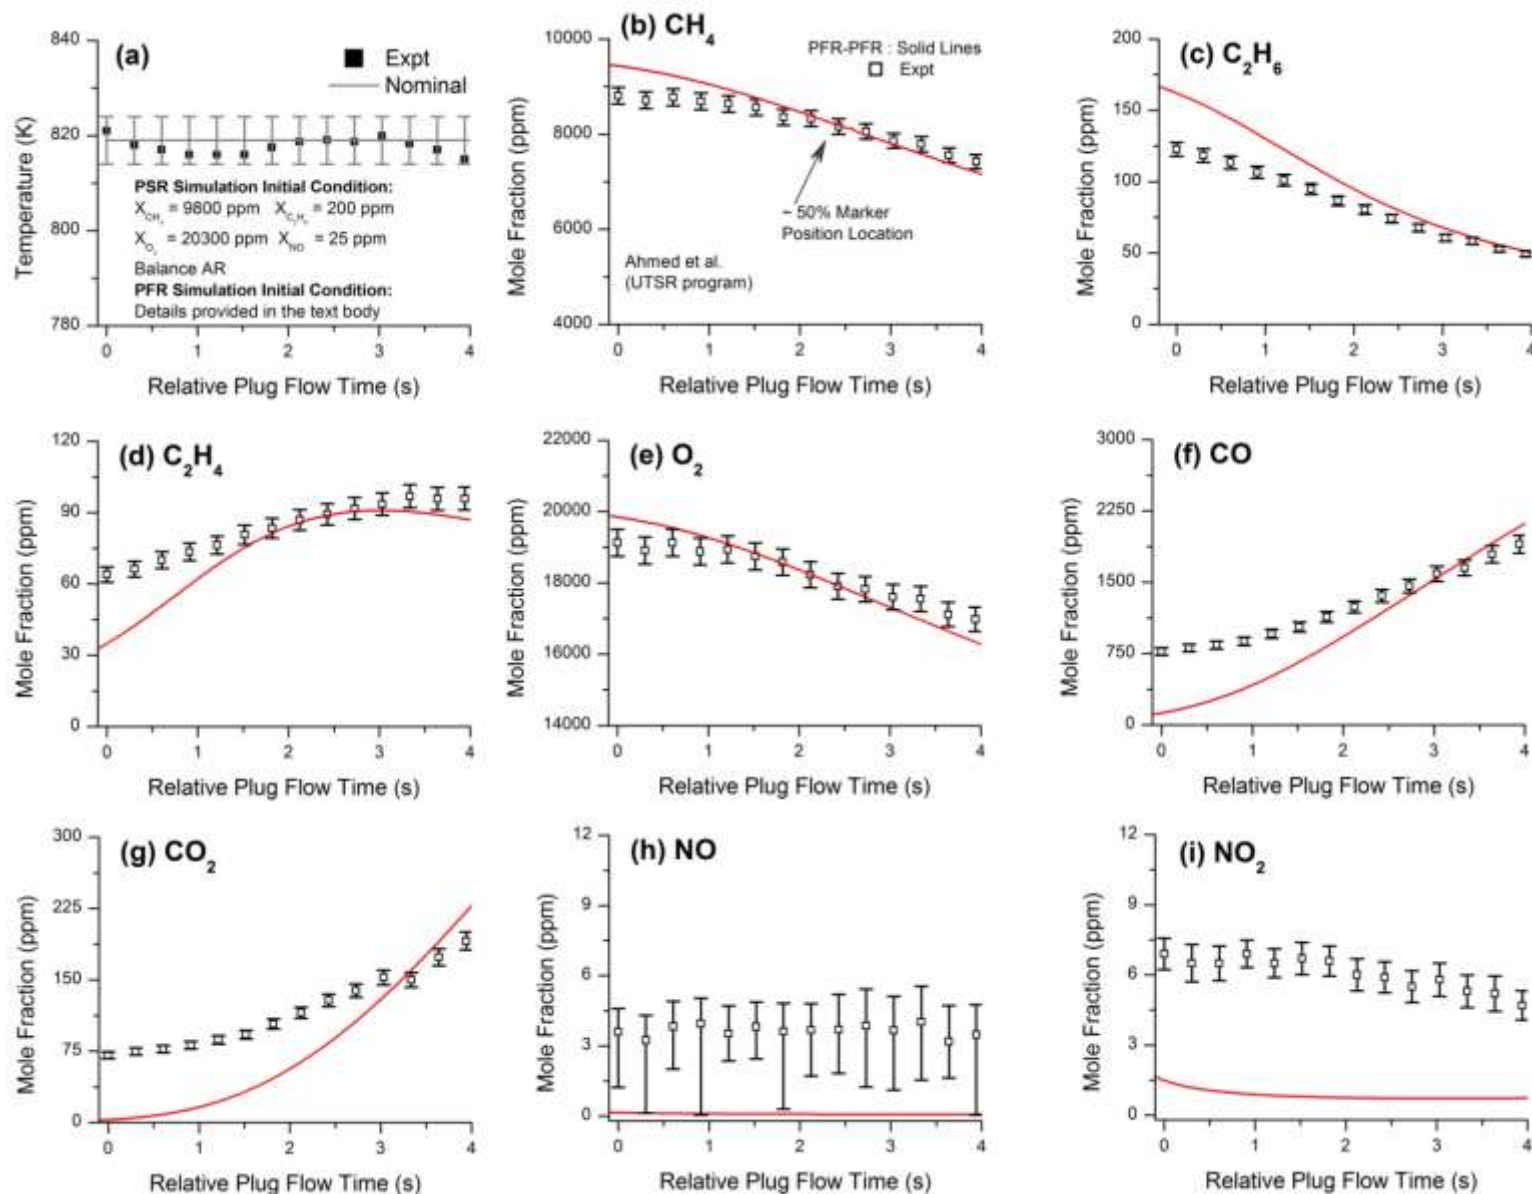 (a)
Expt
Nominal
840
820
800
780
Temperature (K)
PSR Simulation Initial Condition:
X_CH₄ = 9800 ppm X_C₂H₆ = 200 ppm
X_O₂ = 20300 ppm X_NO = 25 ppm
Balance AR
PFR Simulation Initial Condition:
Details provided in the text body
0 1 2 3 4
Relative Plug Flow Time (s)
(b) CH₄
PFR-PFR : Solid Lines
Expt
10000
8000
6000
4000
Mole Fraction (ppm)
~ 50% Marker
Position Location
Ahmed et al.
(UTSR program)
0 1 2 3 4
Relative Plug Flow Time (s)
(c) C₂H₆
200
150
100
50
0
Mole Fraction (ppm)
0 1 2 3 4
Relative Plug Flow Time (s)
(d) C₂H₄
120
90
60
30
0
Mole Fraction (ppm)
0 1 2 3 4
Relative Plug Flow Time (s)
(e) O₂
22000
20000
18000
16000
14000
Mole Fraction (ppm)
0 1 2 3 4
Relative Plug Flow Time (s)
(f) CO
3000
2250
1500
750
0
Mole Fraction (ppm)
0 1 2 3 4
Relative Plug Flow Time (s)
(g) CO₂
300
225
150
75
0
Mole Fraction (ppm)
0 1 2 3 4
Relative Plug Flow Time (s)
(h) NO
12
9
6
3
0
Mole Fraction (ppm)
0 1 2 3 4
Relative Plug Flow Time (s)
(i) NO₂
12
9
6
3
0
Mole Fraction (ppm)
0 1 2 3 4
Relative Plug Flow Time (s)